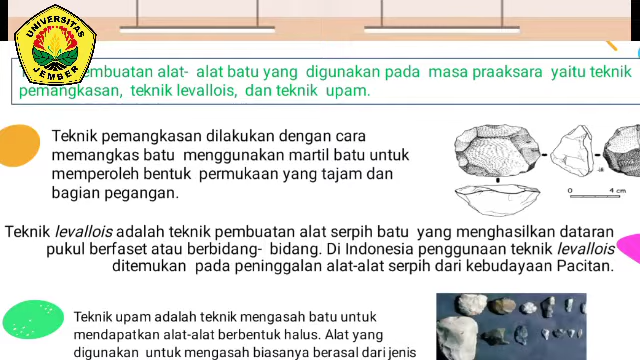 UNIVERSITAS
JEMBER
pembuatan alat- alat batu yang digunakan pada masa praaksara yaitu teknik
pemangkasan, teknik levallois, dan teknik upam.
Teknik pemangkasan dilakukan dengan cara
memangkas batu menggunakan martil batu untuk
memperoleh bentuk permukaan yang tajam dan
bagian pegangan.
0 4 cm
Teknik levallois adalah teknik pembuatan alat serpih batu yang menghasilkan dataran
pukul berfaset atau berbidang- bidang. Di Indonesia penggunaan teknik levallois
ditemukan pada peninggalan alat-alat serpih dari kebudayaan Pacitan.
Teknik upam adalah teknik mengasah batu untuk
mendapatkan alat-alat berbentuk halus. Alat yang
digunakan untuk mengasah biasanya berasal dari jenis